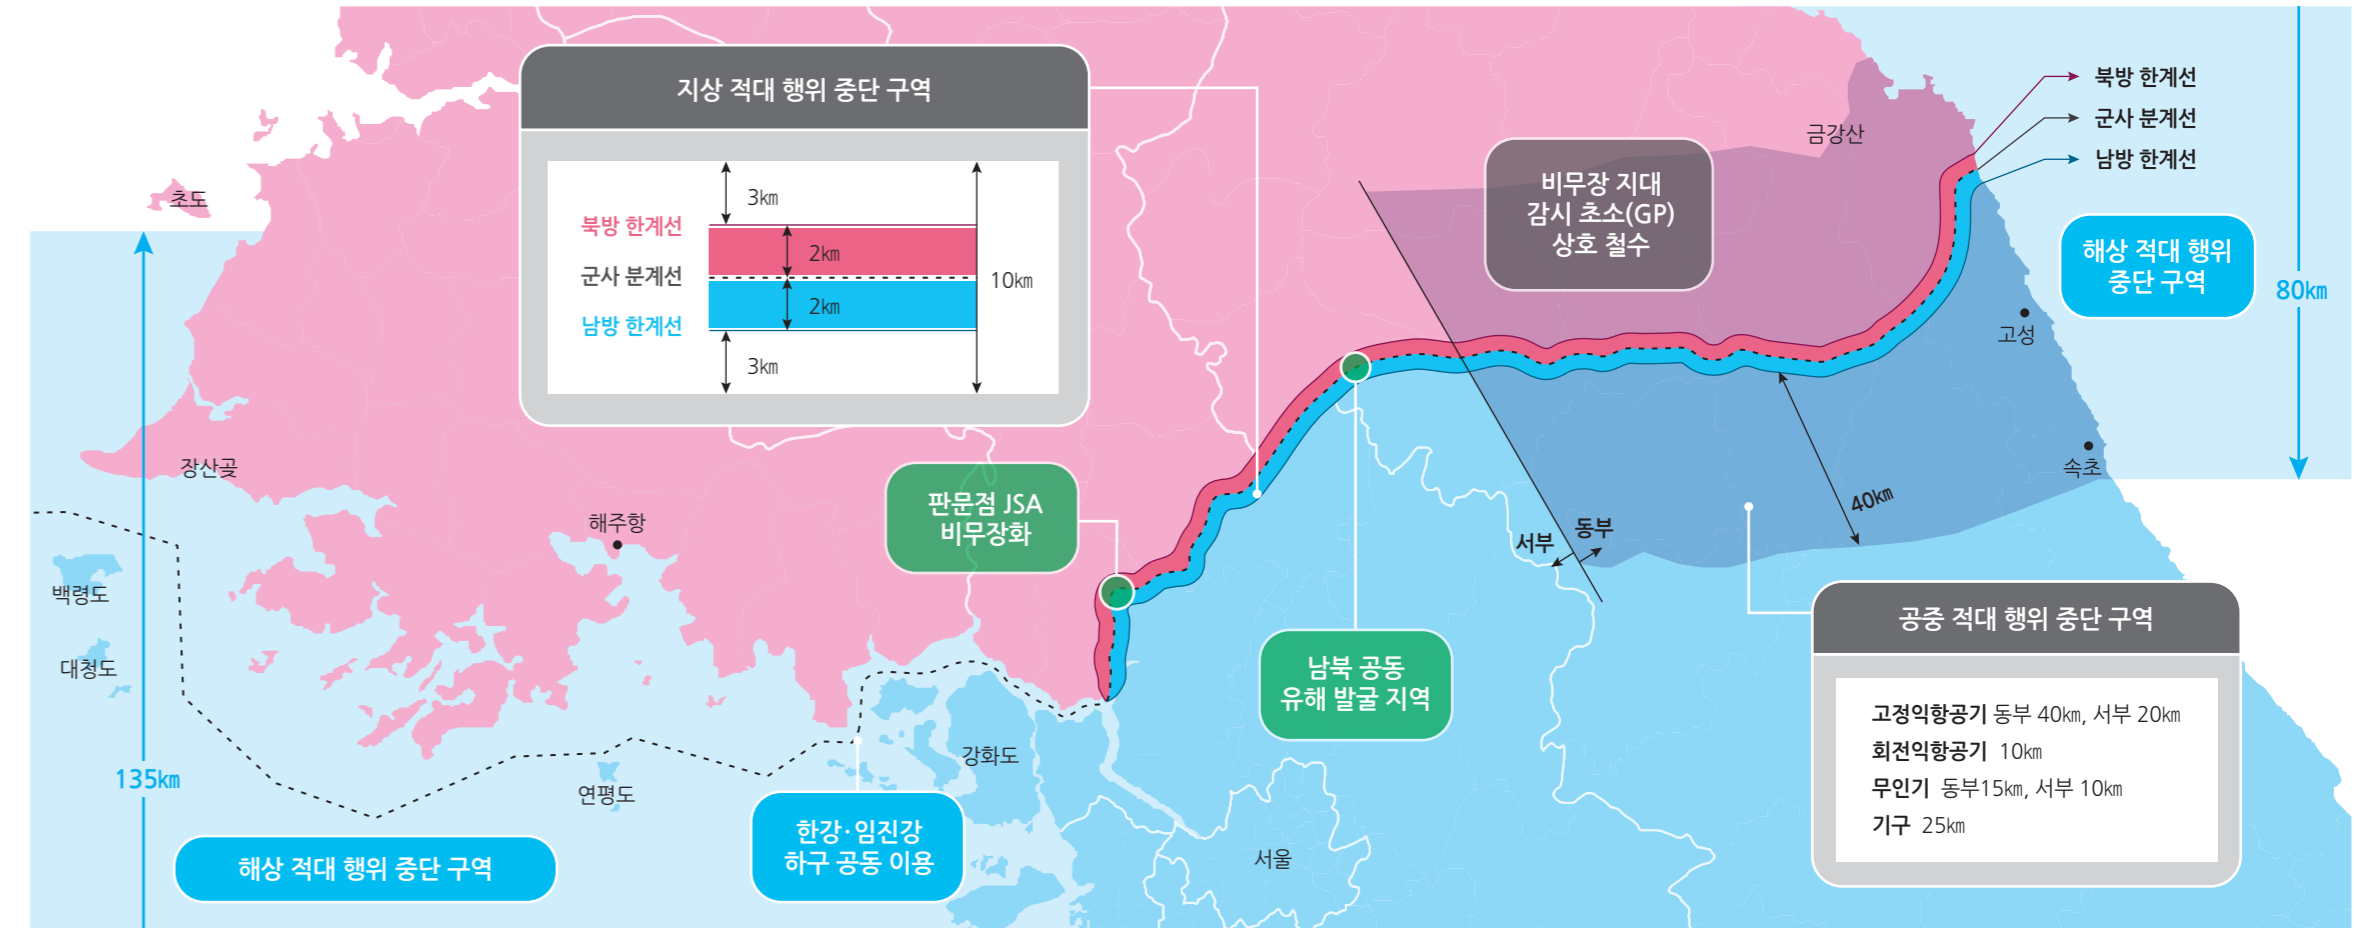 지상 적대 행위 중단 구역
3㎞
북방 한계선
2㎞
군사 분계선
10㎞
2㎞
남방 한계선
3㎞
초도
장산곶
해주항
백령도
대청도
135㎞
연평도
강화도
서울
해상 적대 행위 중단 구역
한강·임진강
하구 공동 이용
판문점 JSA
비무장화
남북 공동
유해 발굴 지역
비무장 지대
감시 초소(GP)
상호 철수
금강산
북방 한계선
군사 분계선
남방 한계선
해상 적대 행위
중단 구역
80㎞
고성
속초
40㎞
서부
동부
공중 적대 행위 중단 구역
고정익항공기 동부 40㎞, 서부 20㎞
회전익항공기 10㎞
무인기 동부15㎞, 서부 10㎞
기구 25㎞